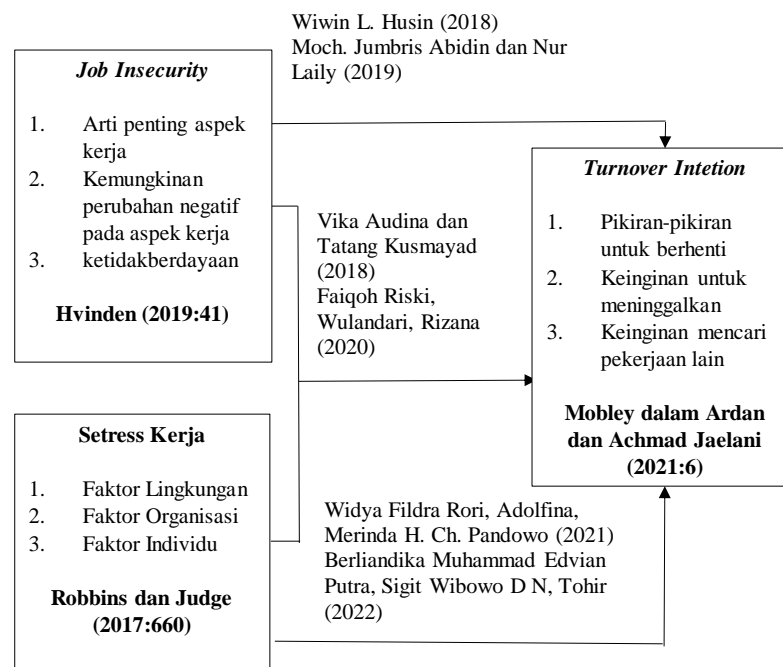 Wiwin L. Husin (2018)
Moch. Jumbris Abidin dan Nur
Laily (2019)
Job Insecurity
1. Arti penting aspek
kerja
2. Kemungkinan
perubahan negatif
pada aspek kerja
3. ketidakberdayaan
Hvinden (2019:41)
Vika Audina dan
Tatang Kusmayad
(2018)
Faiqoh Riski,
Wulandari, Rizana
(2020)
Turnover Intetion
1. Pikiran-pikiran
untuk berhenti
2. Keinginan untuk
meninggalkan
3. Keinginan mencari
pekerjaan lain
Mobley dalam Ardan
dan Achmad Jaelani
(2021:6)
Setress Kerja
1. Faktor Lingkungan
2. Faktor Organisasi
3. Faktor Individu
Robbins dan Judge
(2017:660)
Widya Fildra Rori, Adolfina,
Merinda H. Ch. Pandowo (2021)
Berliandika Muhammad Edvian
Putra, Sigit Wibowo D N, Tohir
(2022)